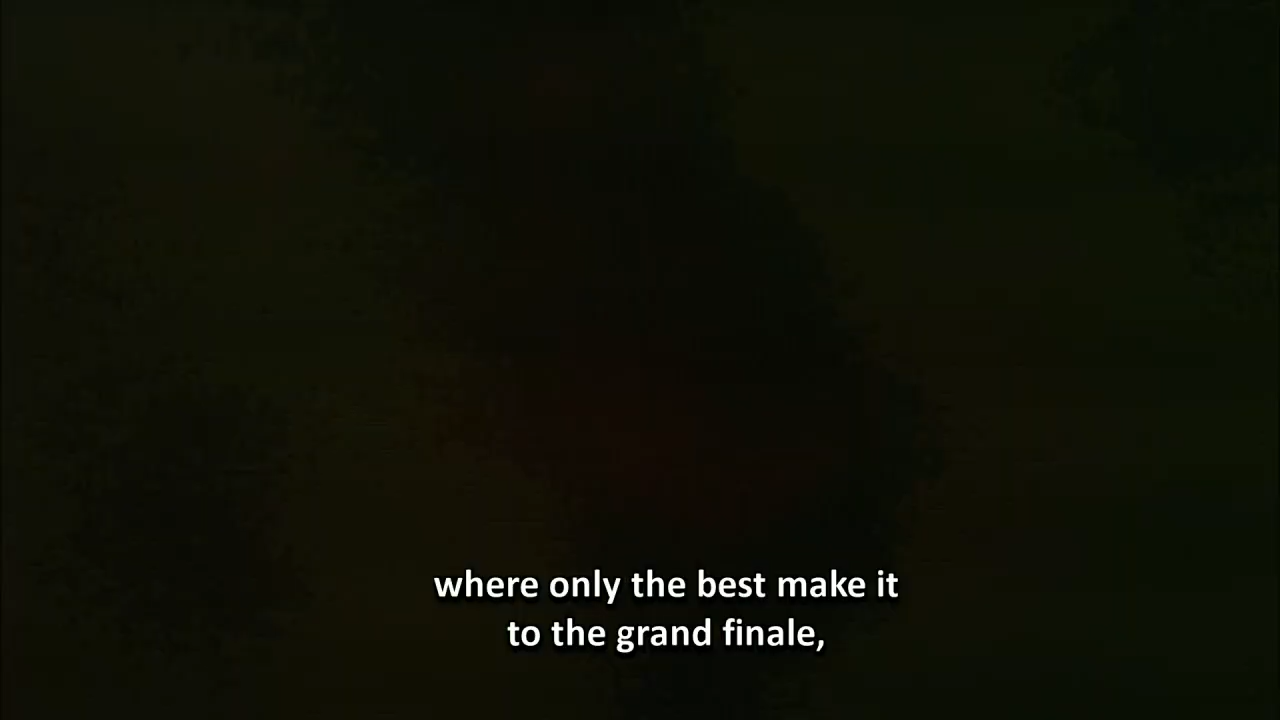 where only the best make it
to the grand finale,